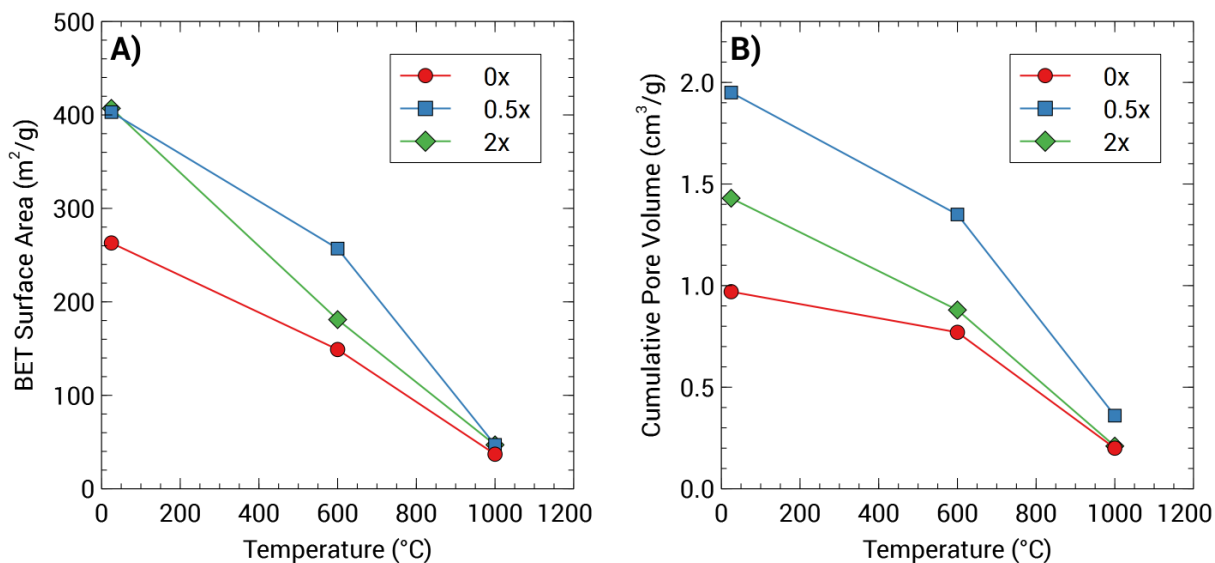 A)
0x
0.5x
2x
500
400
300
200
100
0
BET Surface Area (m²/g)
0 200 400 600 800 1000 1200
Temperature (°C)
B)
0x
0.5x
2x
2.0
1.5
1.0
0.5
0.0
Cumulative Pore Volume (cm³/g)
0 200 400 600 800 1000 1200
Temperature (°C)